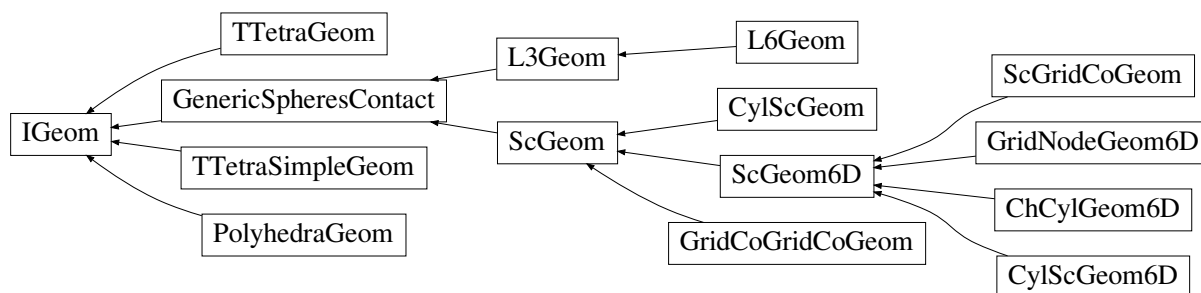 TTetraGeom
L6Geom
L3Geom
ScGridCoGeom
GenericSpheresContact
CylScGeom
IGeom
GridNodeGeom6D
ScGeom
TTetraSimpleGeom
ScGeom6D
ChCylGeom6D
PolyhedraGeom
GridCoGridCoGeom
CylScGeom6D